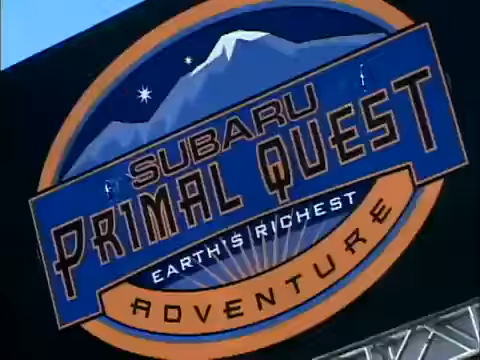 SUBARU
PRIMAL QUEST
EARTH'S RICHEST
ADVENTURE